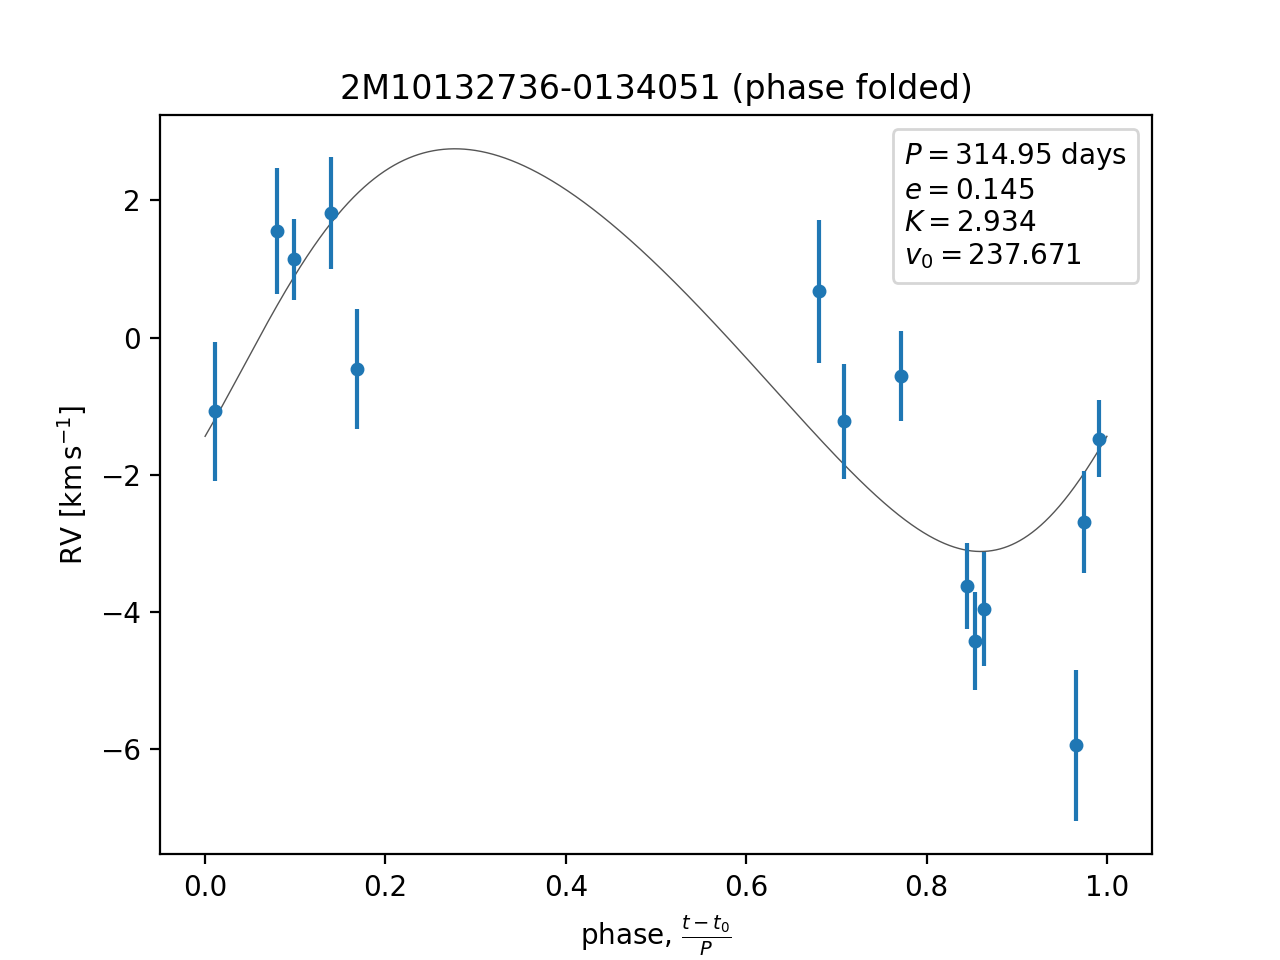 2M10132736-0134051 (phase folded)
P = 314.95 days
e = 0.145
K = 2.934
v₀ = 237.671
RV [km s⁻¹]
2
0
−2
−4
−6
0.0 0.2 0.4 0.6 0.8 1.0
phase, (t − t₀)/P